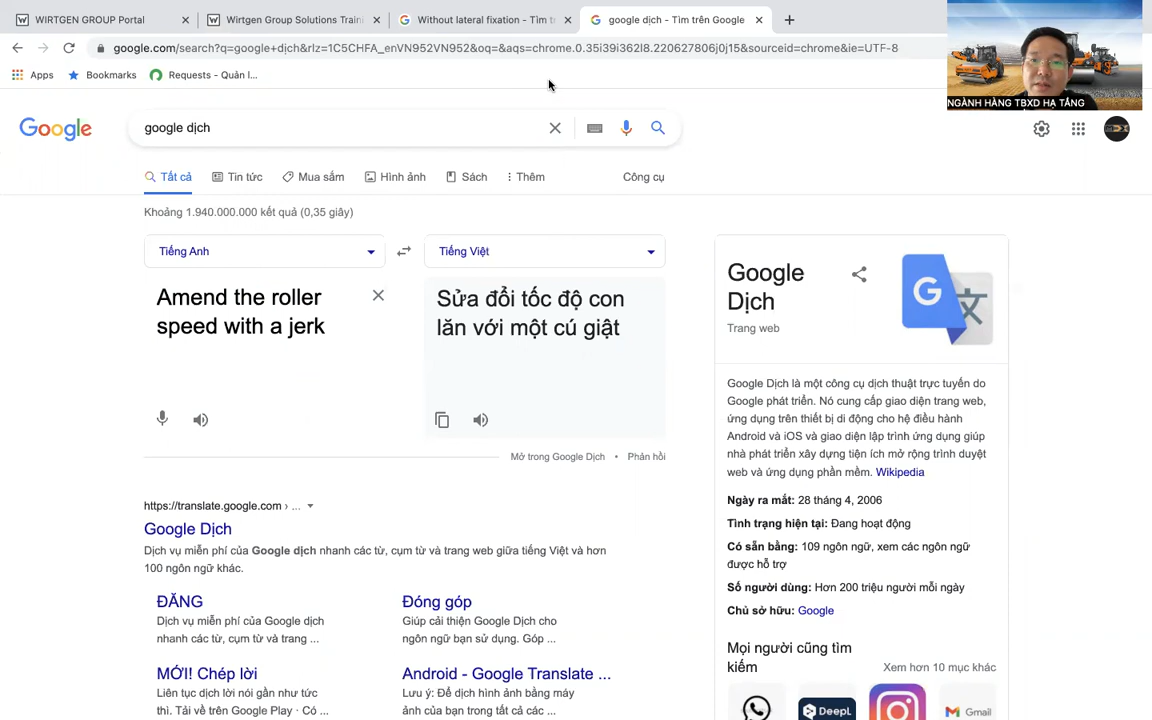 WIRTGEN GROUP Portal
Wirtgen Group Solutions Traini
Without lateral fixation - Tìm tr
google dịch - Tìm trên Google
google.com/search?q=google+dịch&rlz=1C5CHFA_enVN952VN952&oq=&aqs=chrome.0.35i39i362l8.220627806j0j15&sourceid=chrome&ie=UTF-8
Apps
Bookmarks
Requests - Quản l...
NGÀNH HÀNG TBXD HẠ TẦNG
Google
google dịch
Tất cả
Tin tức
Mua sắm
Hình ảnh
Sách
Thêm
Công cụ
Khoảng 1.940.000.000 kết quả (0,35 giây)
Tiếng Anh
Tiếng Việt
Amend the roller
speed with a jerk
Sửa đổi tốc độ con
lăn với một cú giật
Mở trong Google Dịch • Phản hồi
https://translate.google.com › ...
Google Dịch
Dịch vụ miễn phí của Google dịch nhanh các từ, cụm từ và trang web giữa tiếng Việt và hơn
100 ngôn ngữ khác.
ĐĂNG
Dịch vụ miễn phí của Google dịch
nhanh các từ, cụm từ và trang ...
Đóng góp
Giúp cải thiện Google Dịch cho
ngôn ngữ bạn sử dụng. Góp ...
MỚI! Chép lời
Liên tục dịch lời nói gần như tức
thì. Tải về trên Google Play · Có ...
Android - Google Translate ...
Lưu ý: Để dịch hình ảnh bằng máy
ảnh của bạn trong tất cả các ...
Google
Dịch
Trang web
G
文
Google Dịch là một công cụ dịch thuật trực tuyến do
Google phát triển. Nó cung cấp giao diện trang web,
ứng dụng trên thiết bị di động cho hệ điều hành
Android và iOS và giao diện lập trình ứng dụng giúp
nhà phát triển xây dựng tiện ích mở rộng trình duyệt
web và ứng dụng phần mềm. Wikipedia
Ngày ra mắt: 28 tháng 4, 2006
Tình trạng hiện tại: Đang hoạt động
Có sẵn bằng: 109 ngôn ngữ, xem các ngôn ngữ
được hỗ trợ
Số người dùng: Hơn 200 triệu người mỗi ngày
Chủ sở hữu: Google
Mọi người cũng tìm
kiếm
Xem hơn 10 mục khác
DeepL
Gmail